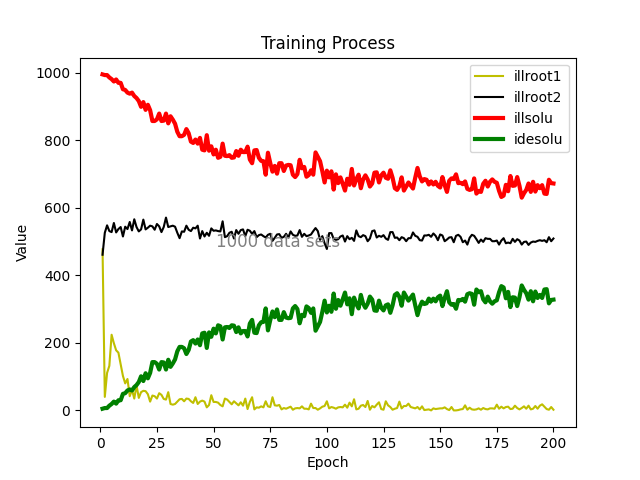 Training Process
Value
1000
800
600
400
200
0
illroot1
illroot2
illsolu
idesolu
1000 data sets
0 25 50 75 100 125 150 175 200
Epoch